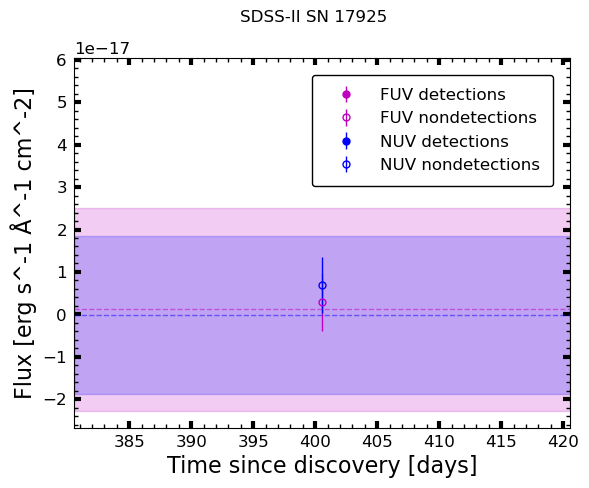 SDSS-II SN 17925
1e−17
6
5
4
3
2
1
0
−1
−2
Flux [erg s^-1 Å^-1 cm^-2]
FUV detections
FUV nondetections
NUV detections
NUV nondetections
385 390 395 400 405 410 415 420
Time since discovery [days]